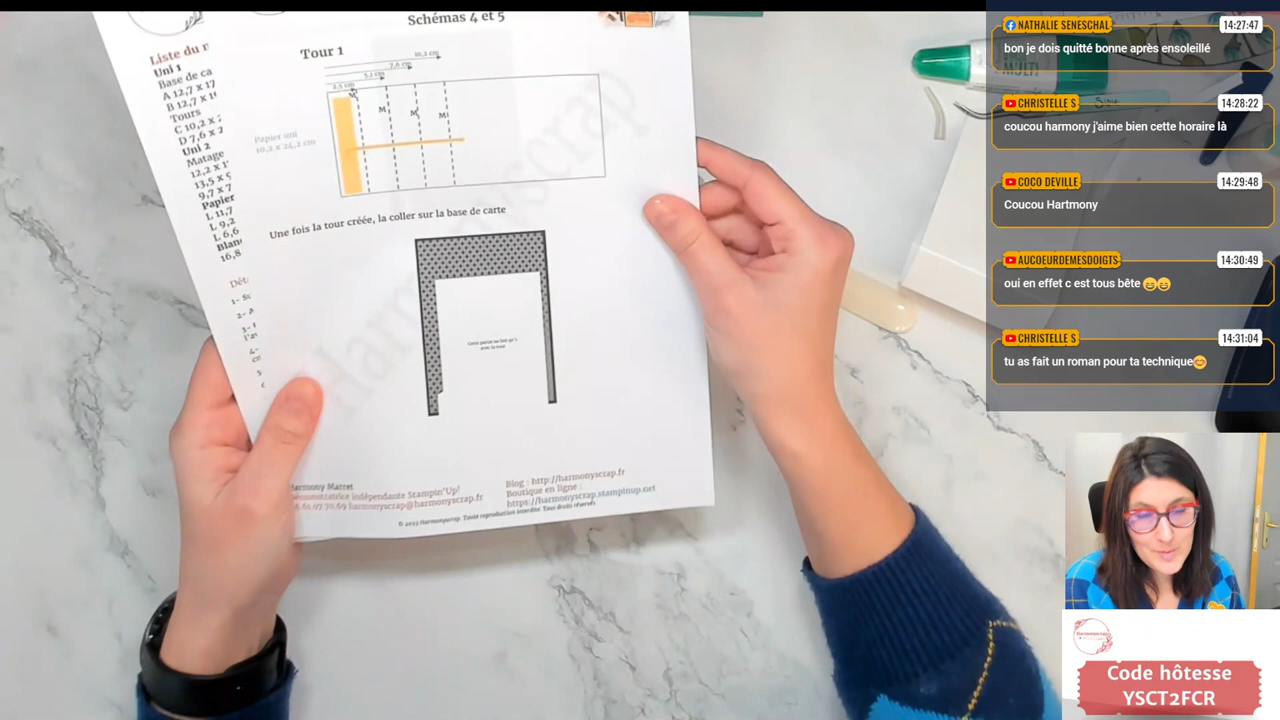 Schémas 4 et 5
Liste du
Uni 1
Base de ca
A 12,7 x 17
B 12,7 x
Tours
C 10,2 x
D 7,6 x 2
Uni 2
Matage
12,2 x 1
13,5 x
9,7 x 7
Papier
L 11,7
L 9,2
L 6,6
Blan
16,8
Dét
Tour 1
10,2 cm
7,6 cm
5,1 cm
2,5 cm
M
M
M
M
Papier uni
10,2 x 24,2 cm
Une fois la tour créée, la coller sur la base de carte
Harmony Marret
Démonstratrice indépendante Stampin'Up!
harmonyscrap@harmonyscrap.fr
Blog : http://harmonyscrap.fr
Boutique en ligne :
https://harmonyscrap.stampinup.net
© 2023 Harmonyscrap. Toute reproduction interdite. Tous droits réservés
MULTI
NATHALIE SENESCHAL
14:27:47
bon je dois quitté bonne après ensoleillé
CHRISTELLE S
14:28:22
coucou harmony j'aime bien cette horaire là
COCO DEVILLE
14:29:48
Coucou Hartmony
AUCOEURDEMESDOIGTS
14:30:49
oui en effet c est tous bête 😄😄
CHRISTELLE S
14:31:04
tu as fait un roman pour ta technique😊
Harmonyscrap
Code hôtesse
YSCT2FCR